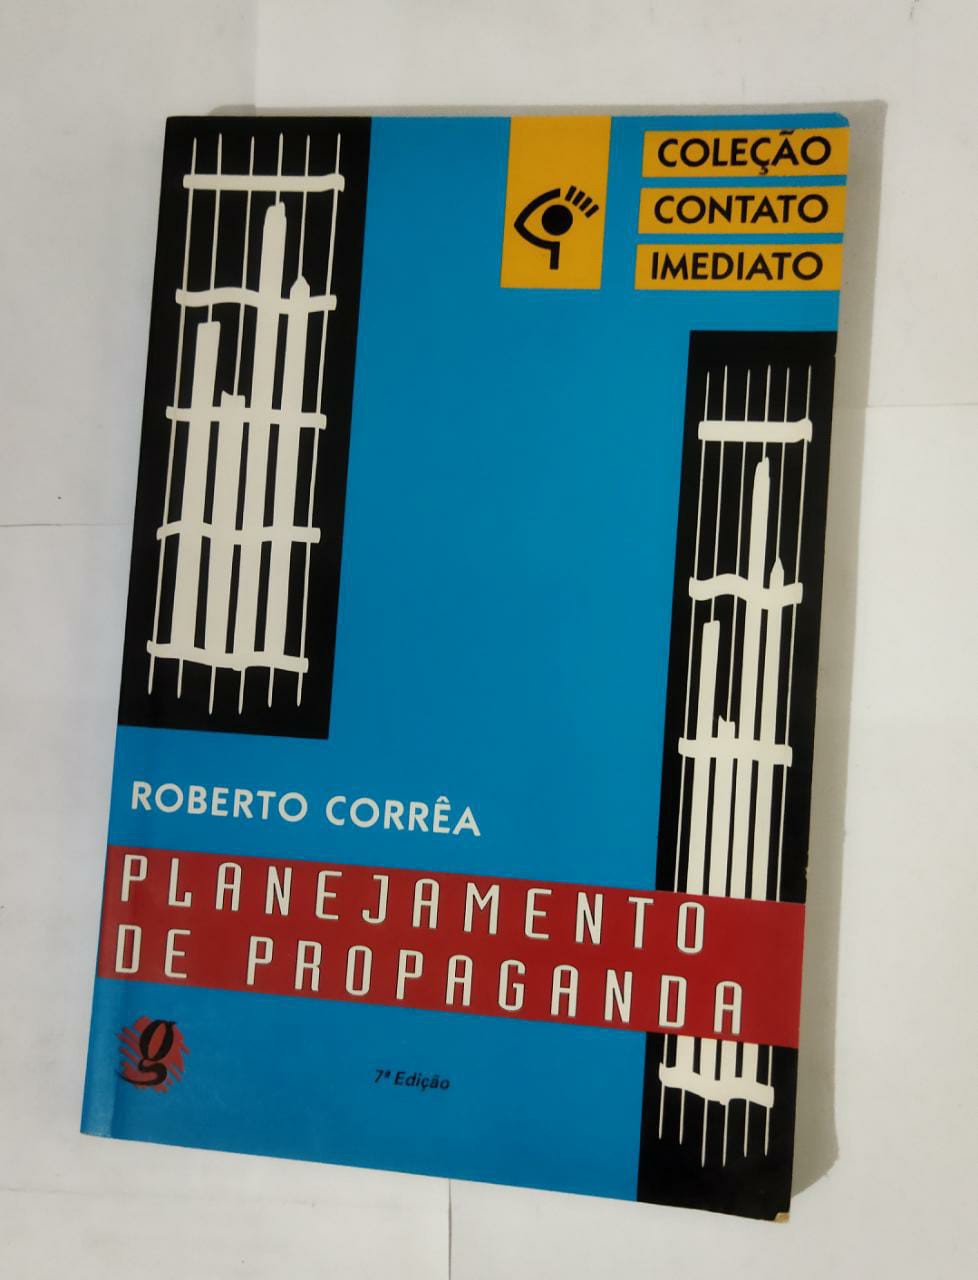 COLEÇÃO
CONTATO
IMEDIATO
ROBERTO CORRÊA
PLANEJAMENTO
DE PROPAGANDA
g
7ª Edição